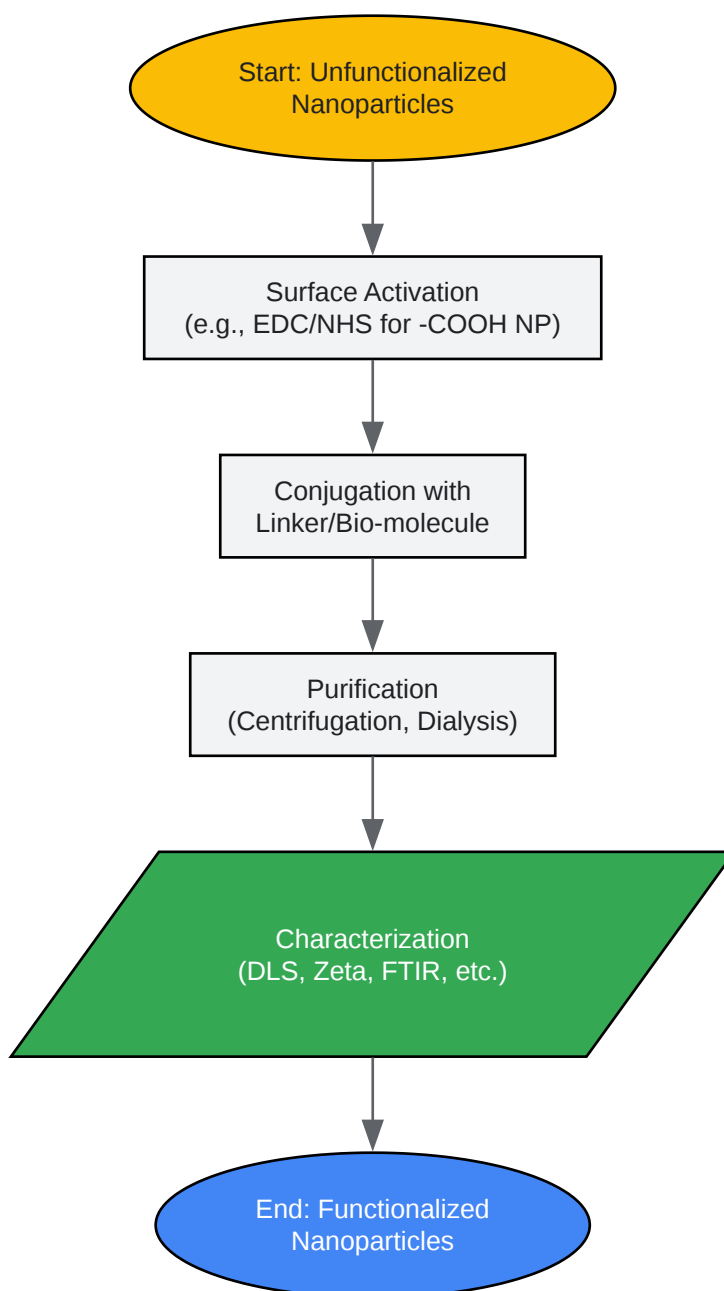 Start: Unfunctionalized
Nanoparticles
Surface Activation
(e.g., EDC/NHS for -COOH NP)
Conjugation with
Linker/Bio-molecule
Purification
(Centrifugation, Dialysis)
Characterization
(DLS, Zeta, FTIR, etc.)
End: Functionalized
Nanoparticles